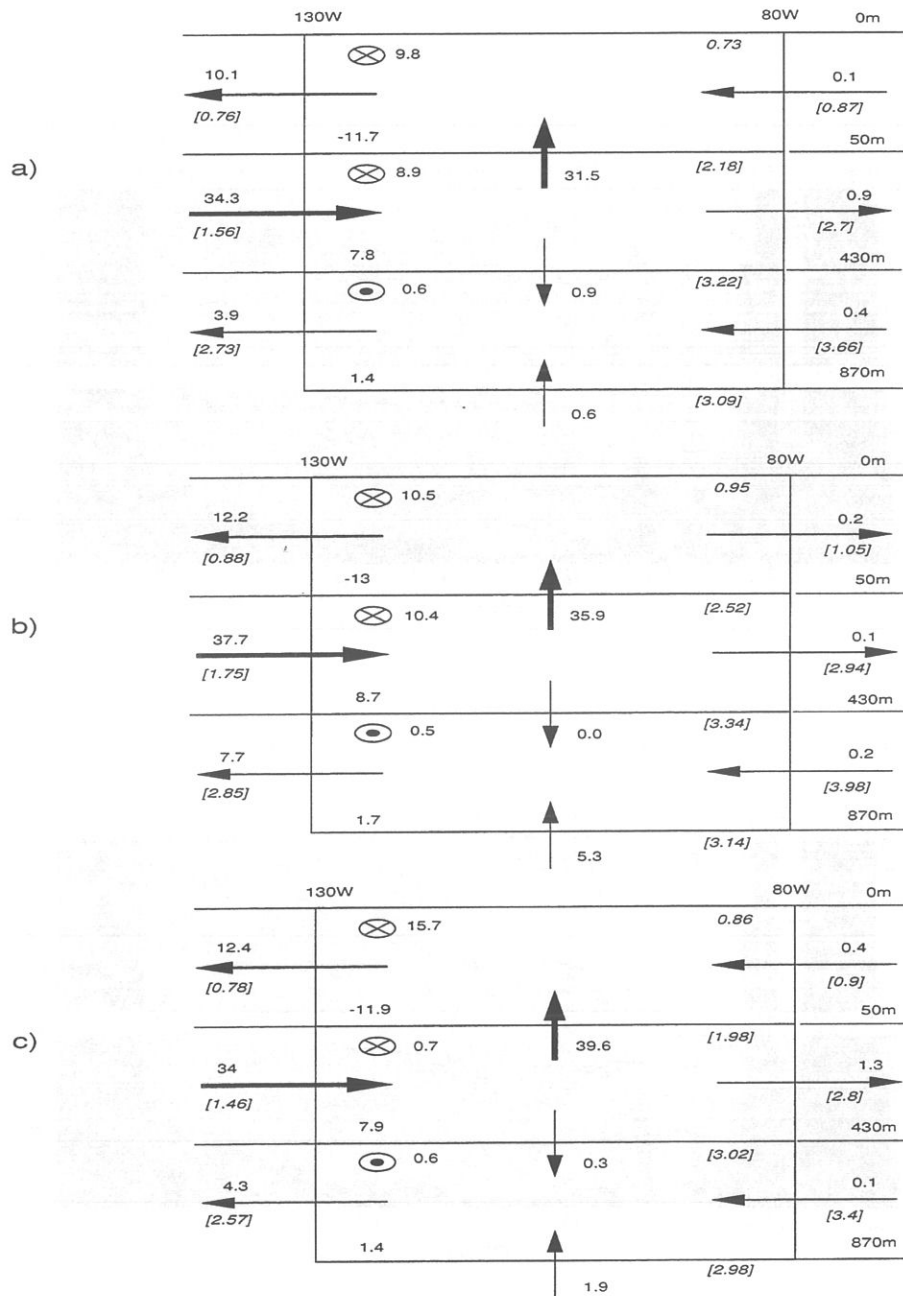 130W 80W 0m
9.8 0.73
10.1 0.1
[0.76] [0.87]
-11.7 50m
a) 8.9 31.5 [2.18]
34.3 0.9
[1.56] [2.7]
7.8 430m
0.6 0.9 [3.22]
3.9 0.4
[2.73] [3.66]
1.4 870m
0.6 [3.09]
130W 80W 0m
10.5 0.95
12.2 0.2
[0.88] [1.05]
-13 50m
b) 10.4 35.9 [2.52]
37.7 0.1
[1.75] [2.94]
8.7 430m
0.5 0.0 [3.34]
7.7 0.2
[2.85] [3.98]
1.7 870m
5.3 [3.14]
130W 80W 0m
15.7 0.86
12.4 0.4
[0.78] [0.9]
-11.9 50m
c) 0.7 39.6 [1.98]
34 1.3
[1.46] [2.8]
7.9 430m
0.6 0.3 [3.02]
4.3 0.1
[2.57] [3.4]
1.4 870m
1.9 [2.98]